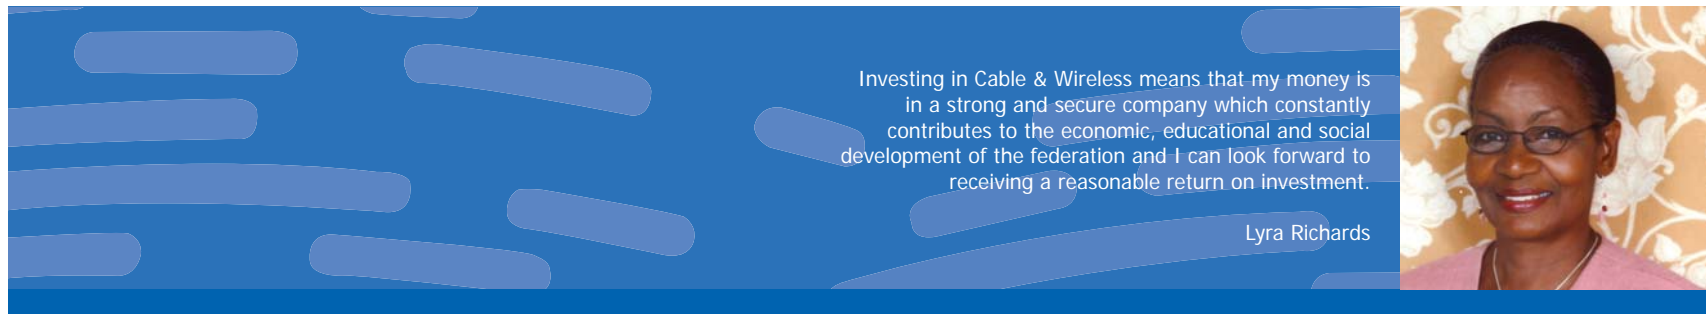 Investing in Cable & Wireless means that my money is
in a strong and secure company which constantly
contributes to the economic, educational and social
development of the federation and I can look forward to
receiving a reasonable return on investment.
Lyra Richards